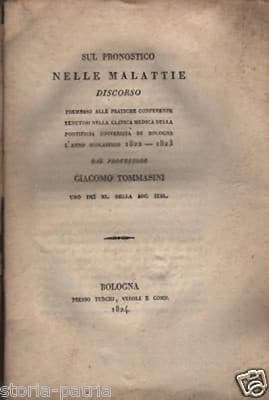 SUL PRONOSTICO
NELLE MALATTIE
DISCORSO
PREMESSO ALLE PRATICHE CONFERENZE
TENUTOSI NELLA CLINICA MEDICA DELLA
PONTIFICIA UNIVERSITA DI BOLOGNA
L'ANNO SCOLASTICO 1822 — 1823
DAL PROFESSORE
GIACOMO TOMMASINI
UNO DEI XL. DELLA SOC ITAL.
BOLOGNA
PRESSO TURCHI, VEROLI E COMP.
1824.
storia-patria